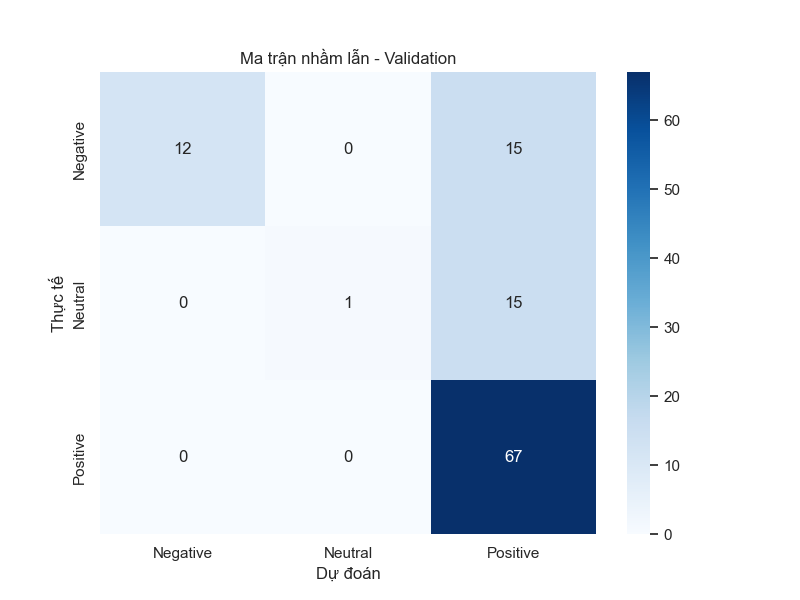 Ma trận nhầm lẫn - Validation
Thực tế
Negative
12
0
15
Neutral
0
1
15
Positive
0
0
67
Negative
Neutral
Positive
Dự đoán
60
50
40
30
20
10
0